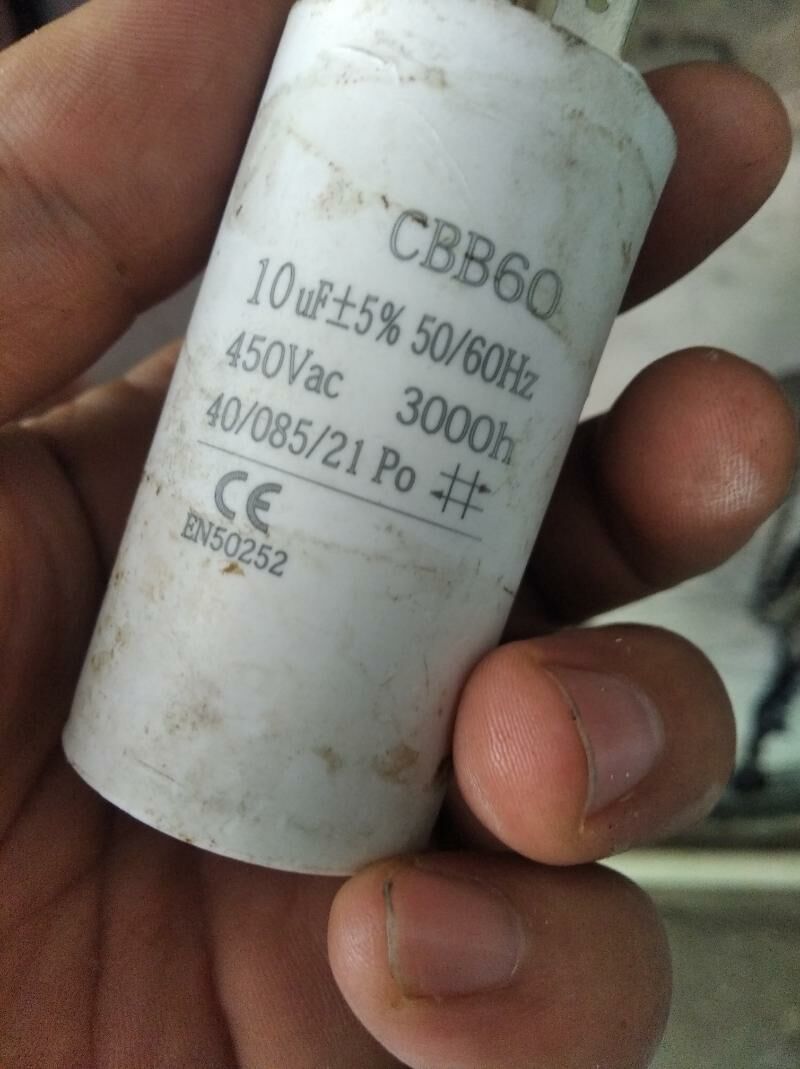 CBB60
10uF±5% 50/60Hz
450Vac 3000h
40/085/21 Po
CE
EN50252